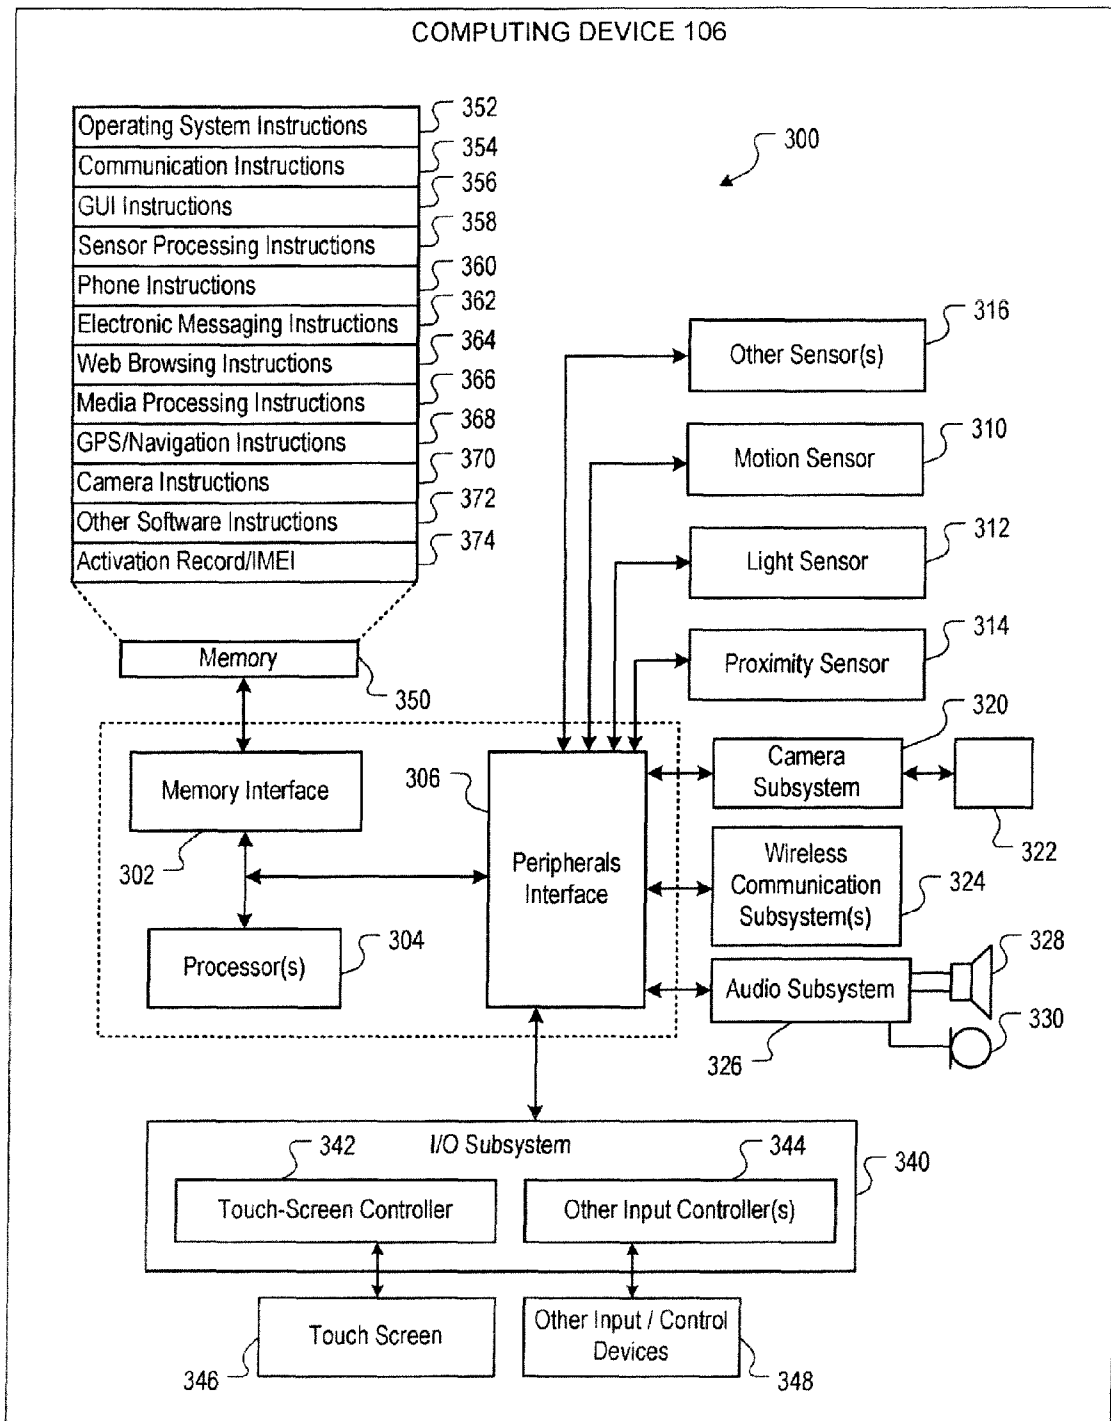 COMPUTING DEVICE 106
300
Operating System Instructions 352
Communication Instructions 354
GUI Instructions 356
Sensor Processing Instructions 358
Phone Instructions 360
Electronic Messaging Instructions 362
Web Browsing Instructions 364
Media Processing Instructions 366
GPS/Navigation Instructions 368
Camera Instructions 370
Other Software Instructions 372
Activation Record/IMEI 374
Memory
350
Other Sensor(s)
316
Motion Sensor
310
Light Sensor
312
Proximity Sensor
314
Memory Interface
302
Processor(s)
304
306
Peripherals
Interface
320
Camera
Subsystem
322
Wireless
Communication
Subsystem(s)
324
Audio Subsystem
326
328
330
I/O Subsystem
340
342
Touch-Screen Controller
344
Other Input Controller(s)
Touch Screen
346
Other Input / Control
Devices
348